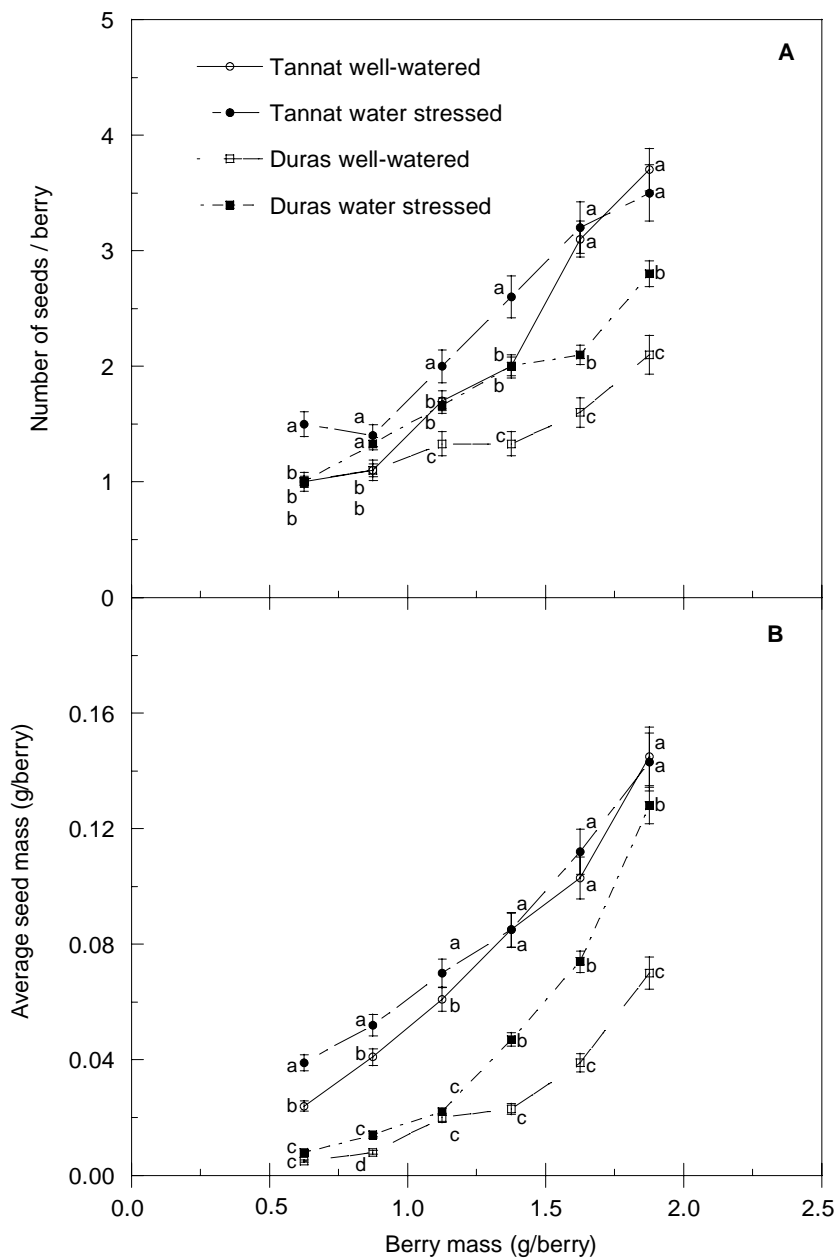 5
A
Tannat well-watered
Tannat water stressed
Duras well-watered
Duras water stressed
4
3
2
1
0
Number of seeds / berry
a
a
a
a
b
c
a
a
b
c
a
b
b
c
a
b
b
c
a
a
b
b
a
b
b
b
B
0.16
0.12
0.08
0.04
0.00
Average seed mass (g/berry)
a
a
b
c
a
a
b
c
a
a
b
c
a
b
c
c
a
b
c
d
a
b
c
c
0.0 0.5 1.0 1.5 2.0 2.5
Berry mass (g/berry)